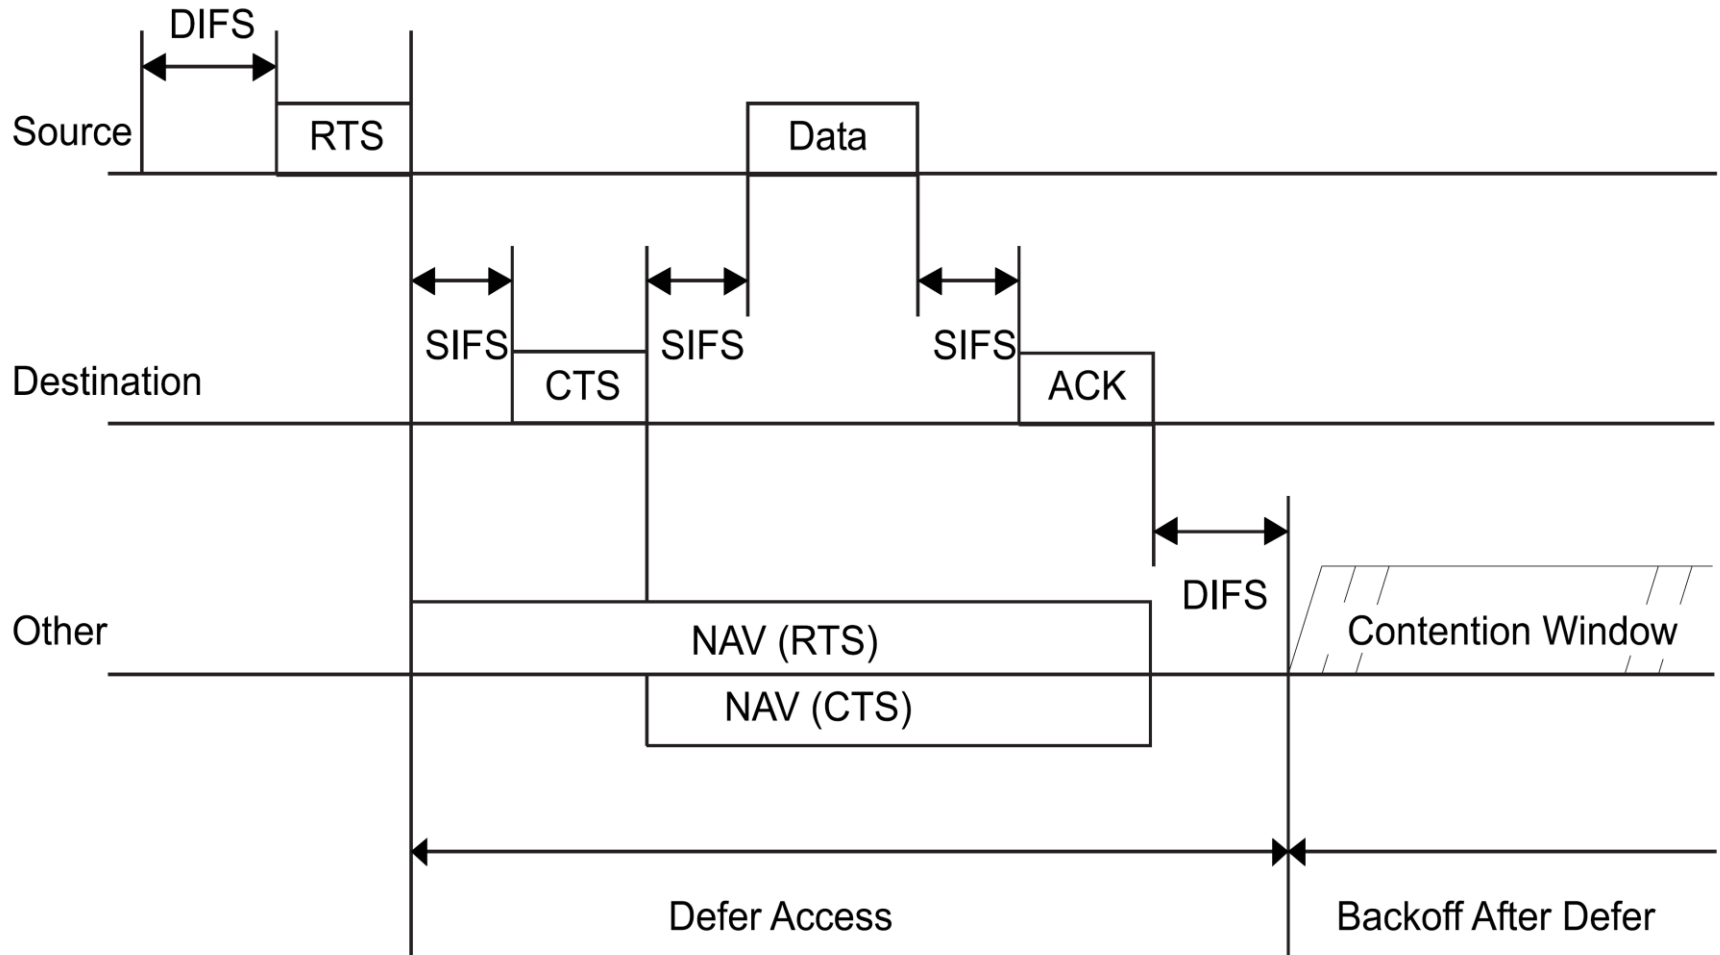 DIFS
Source
RTS
Data
SIFS
SIFS
SIFS
Destination
CTS
ACK
DIFS
Other
NAV (RTS)
Contention Window
NAV (CTS)
Defer Access
Backoff After Defer